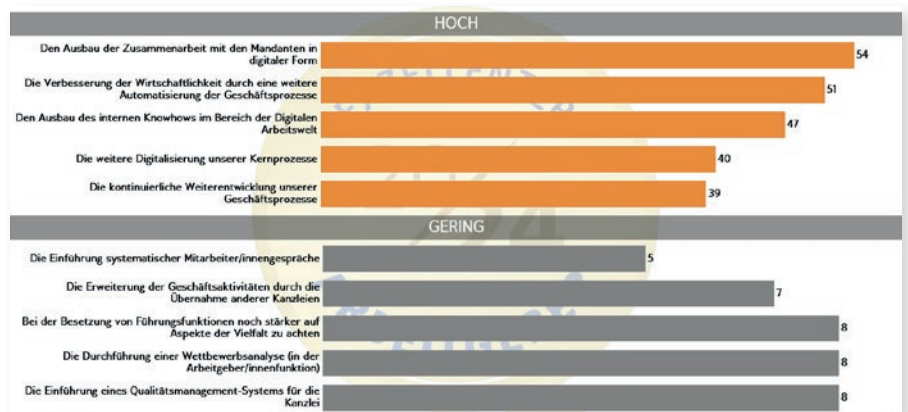 HOCH
Den Ausbau der Zusammenarbeit mit den Mandanten in
digitaler Form
54
Die Verbesserung der Wirtschaftlichkeit durch eine weitere
Automatisierung der Geschäftsprozesse
51
Den Ausbau des internen Knowhows im Bereich der Digitalen
Arbeitswelt
47
Die weitere Digitalisierung unserer Kernprozesse
40
Die kontinuierliche Weiterentwicklung unserer
Geschäftsprozesse
39
GERING
Die Einführung systematischer Mitarbeiter/innengespräche
5
Die Erweiterung der Geschäftsaktivitäten durch die
Übernahme anderer Kanzleien
7
Bei der Besetzung von Führungsfunktionen noch stärker auf
Aspekte der Vielfalt zu achten
8
Die Durchführung einer Wettbewerbsanalyse (in der
Arbeitgeber/innenfunktion)
8
Die Einführung eines Qualitätsmanagement-Systems für die
Kanzlei
8